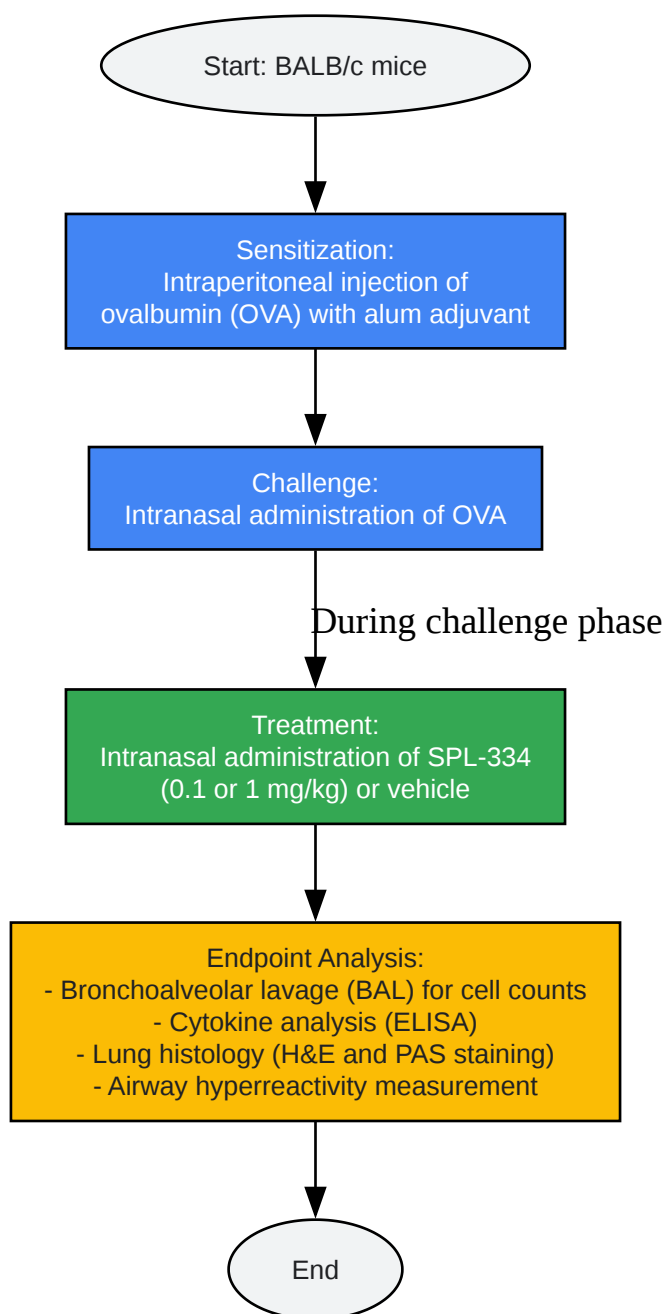 Start: BALB/c mice
Sensitization:
Intraperitoneal injection of
ovalbumin (OVA) with alum adjuvant
Challenge:
Intranasal administration of OVA
During challenge phase
Treatment:
Intranasal administration of SPL-334
(0.1 or 1 mg/kg) or vehicle
Endpoint Analysis:
- Bronchoalveolar lavage (BAL) for cell counts
- Cytokine analysis (ELISA)
- Lung histology (H&E and PAS staining)
- Airway hyperreactivity measurement
End